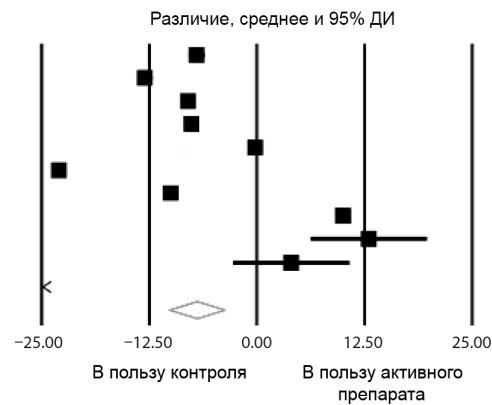 Различие, среднее и 95% ДИ
−25.00 −12.50 0.00 12.50 25.00
В пользу контроля В пользу активного
препарата